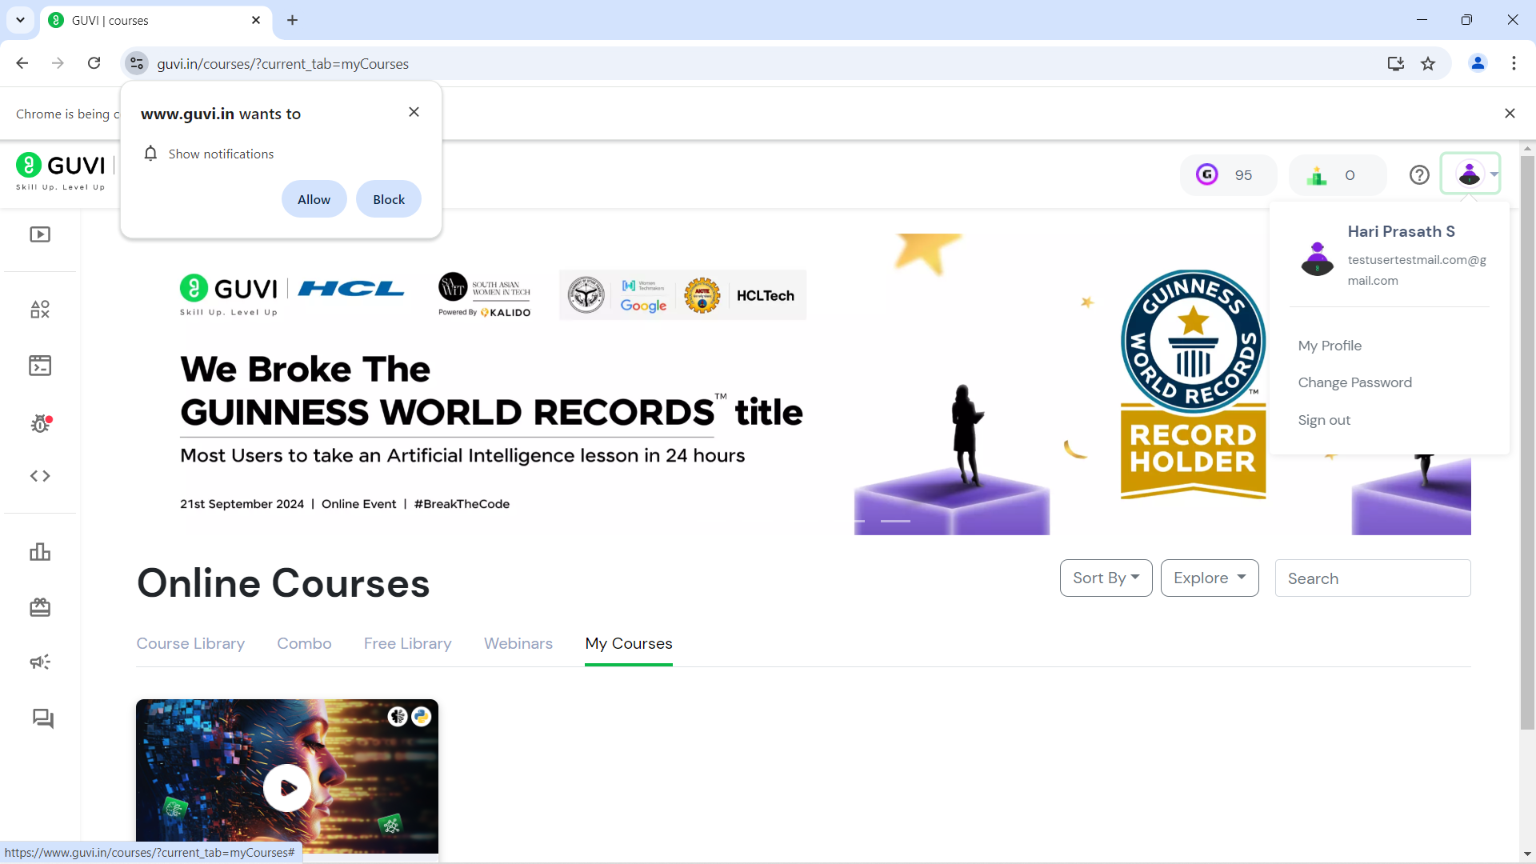 GUVI | courses
guvi.in/courses/?current_tab=myCourses
Chrome is being c
www.guvi.in wants to
Show notifications
Allow
Block
GUVI
Skill Up. Level Up
95
0
Hari Prasath S
testusertestmail.com@g
mail.com
My Profile
Change Password
Sign out
GUVI | HCL
Skill Up. Level Up
SOUTH ASIAN
WOMEN IN TECH
Powered By KALIDO
Women
Techmakers
Google
HCLTech
We Broke The
GUINNESS WORLD RECORDS™ title
Most Users to take an Artificial Intelligence lesson in 24 hours
21st September 2024 | Online Event | #BreakTheCode
GUINNESS
WORLD RECORDS
™
RECORD
HOLDER
Online Courses
Sort By
Explore
Search
Course Library
Combo
Free Library
Webinars
My Courses
https://www.guvi.in/courses/?current_tab=myCourses#